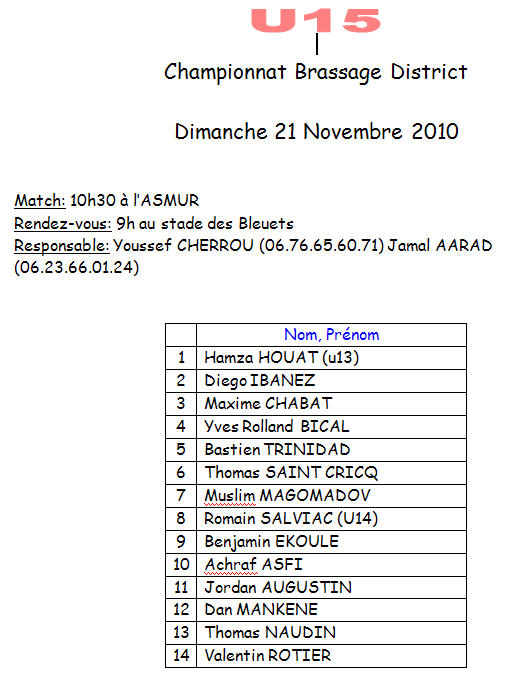 U15
Championnat Brassage District
Dimanche 21 Novembre 2010
Match: 10h30 à l'ASMUR
Rendez-vous: 9h au stade des Bleuets
Responsable: Youssef CHERROU (06.76.65.60.71) Jamal AARAD
(06.23.66.01.24)
Nom, Prénom
1 Hamza HOUAT (u13)
2 Diego IBANEZ
3 Maxime CHABAT
4 Yves Rolland BICAL
5 Bastien TRINIDAD
6 Thomas SAINT CRICQ
7 Muslim MAGOMADOV
8 Romain SALVIAC (U14)
9 Benjamin EKOULE
10 Achraf ASFI
11 Jordan AUGUSTIN
12 Dan MANKENE
13 Thomas NAUDIN
14 Valentin ROTIER